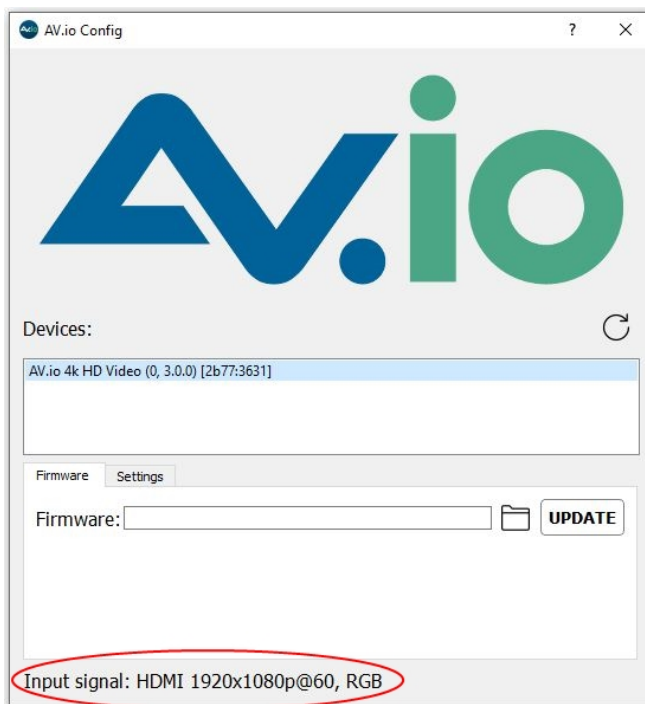 AV.io Config ?
AV.io
Devices:
AV.io 4k HD Video (0, 3.0.0) [2b77:3631]
Firmware Settings
Firmware: UPDATE
Input signal: HDMI 1920x1080p@60, RGB